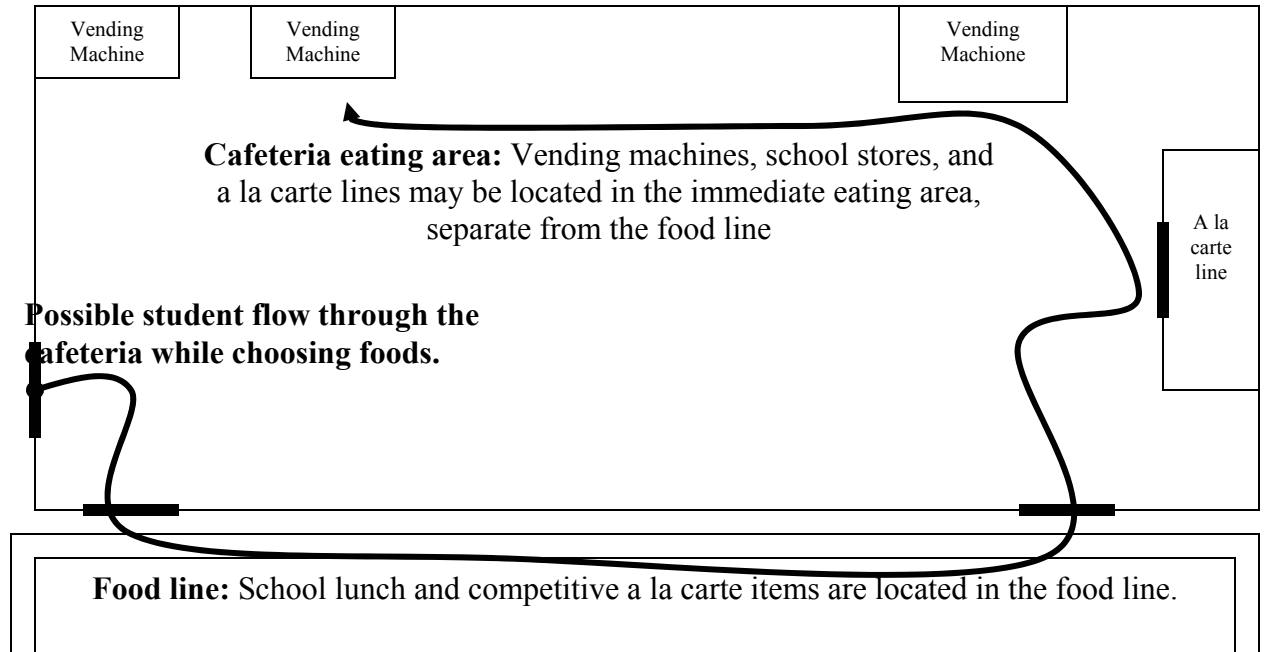 Vending
Machine
Vending
Machine
Vending
Machione
Cafeteria eating area: Vending machines, school stores, and
a la carte lines may be located in the immediate eating area,
separate from the food line
A la
carte
line
Possible student flow through the
cafeteria while choosing foods.
Food line: School lunch and competitive a la carte items are located in the food line.